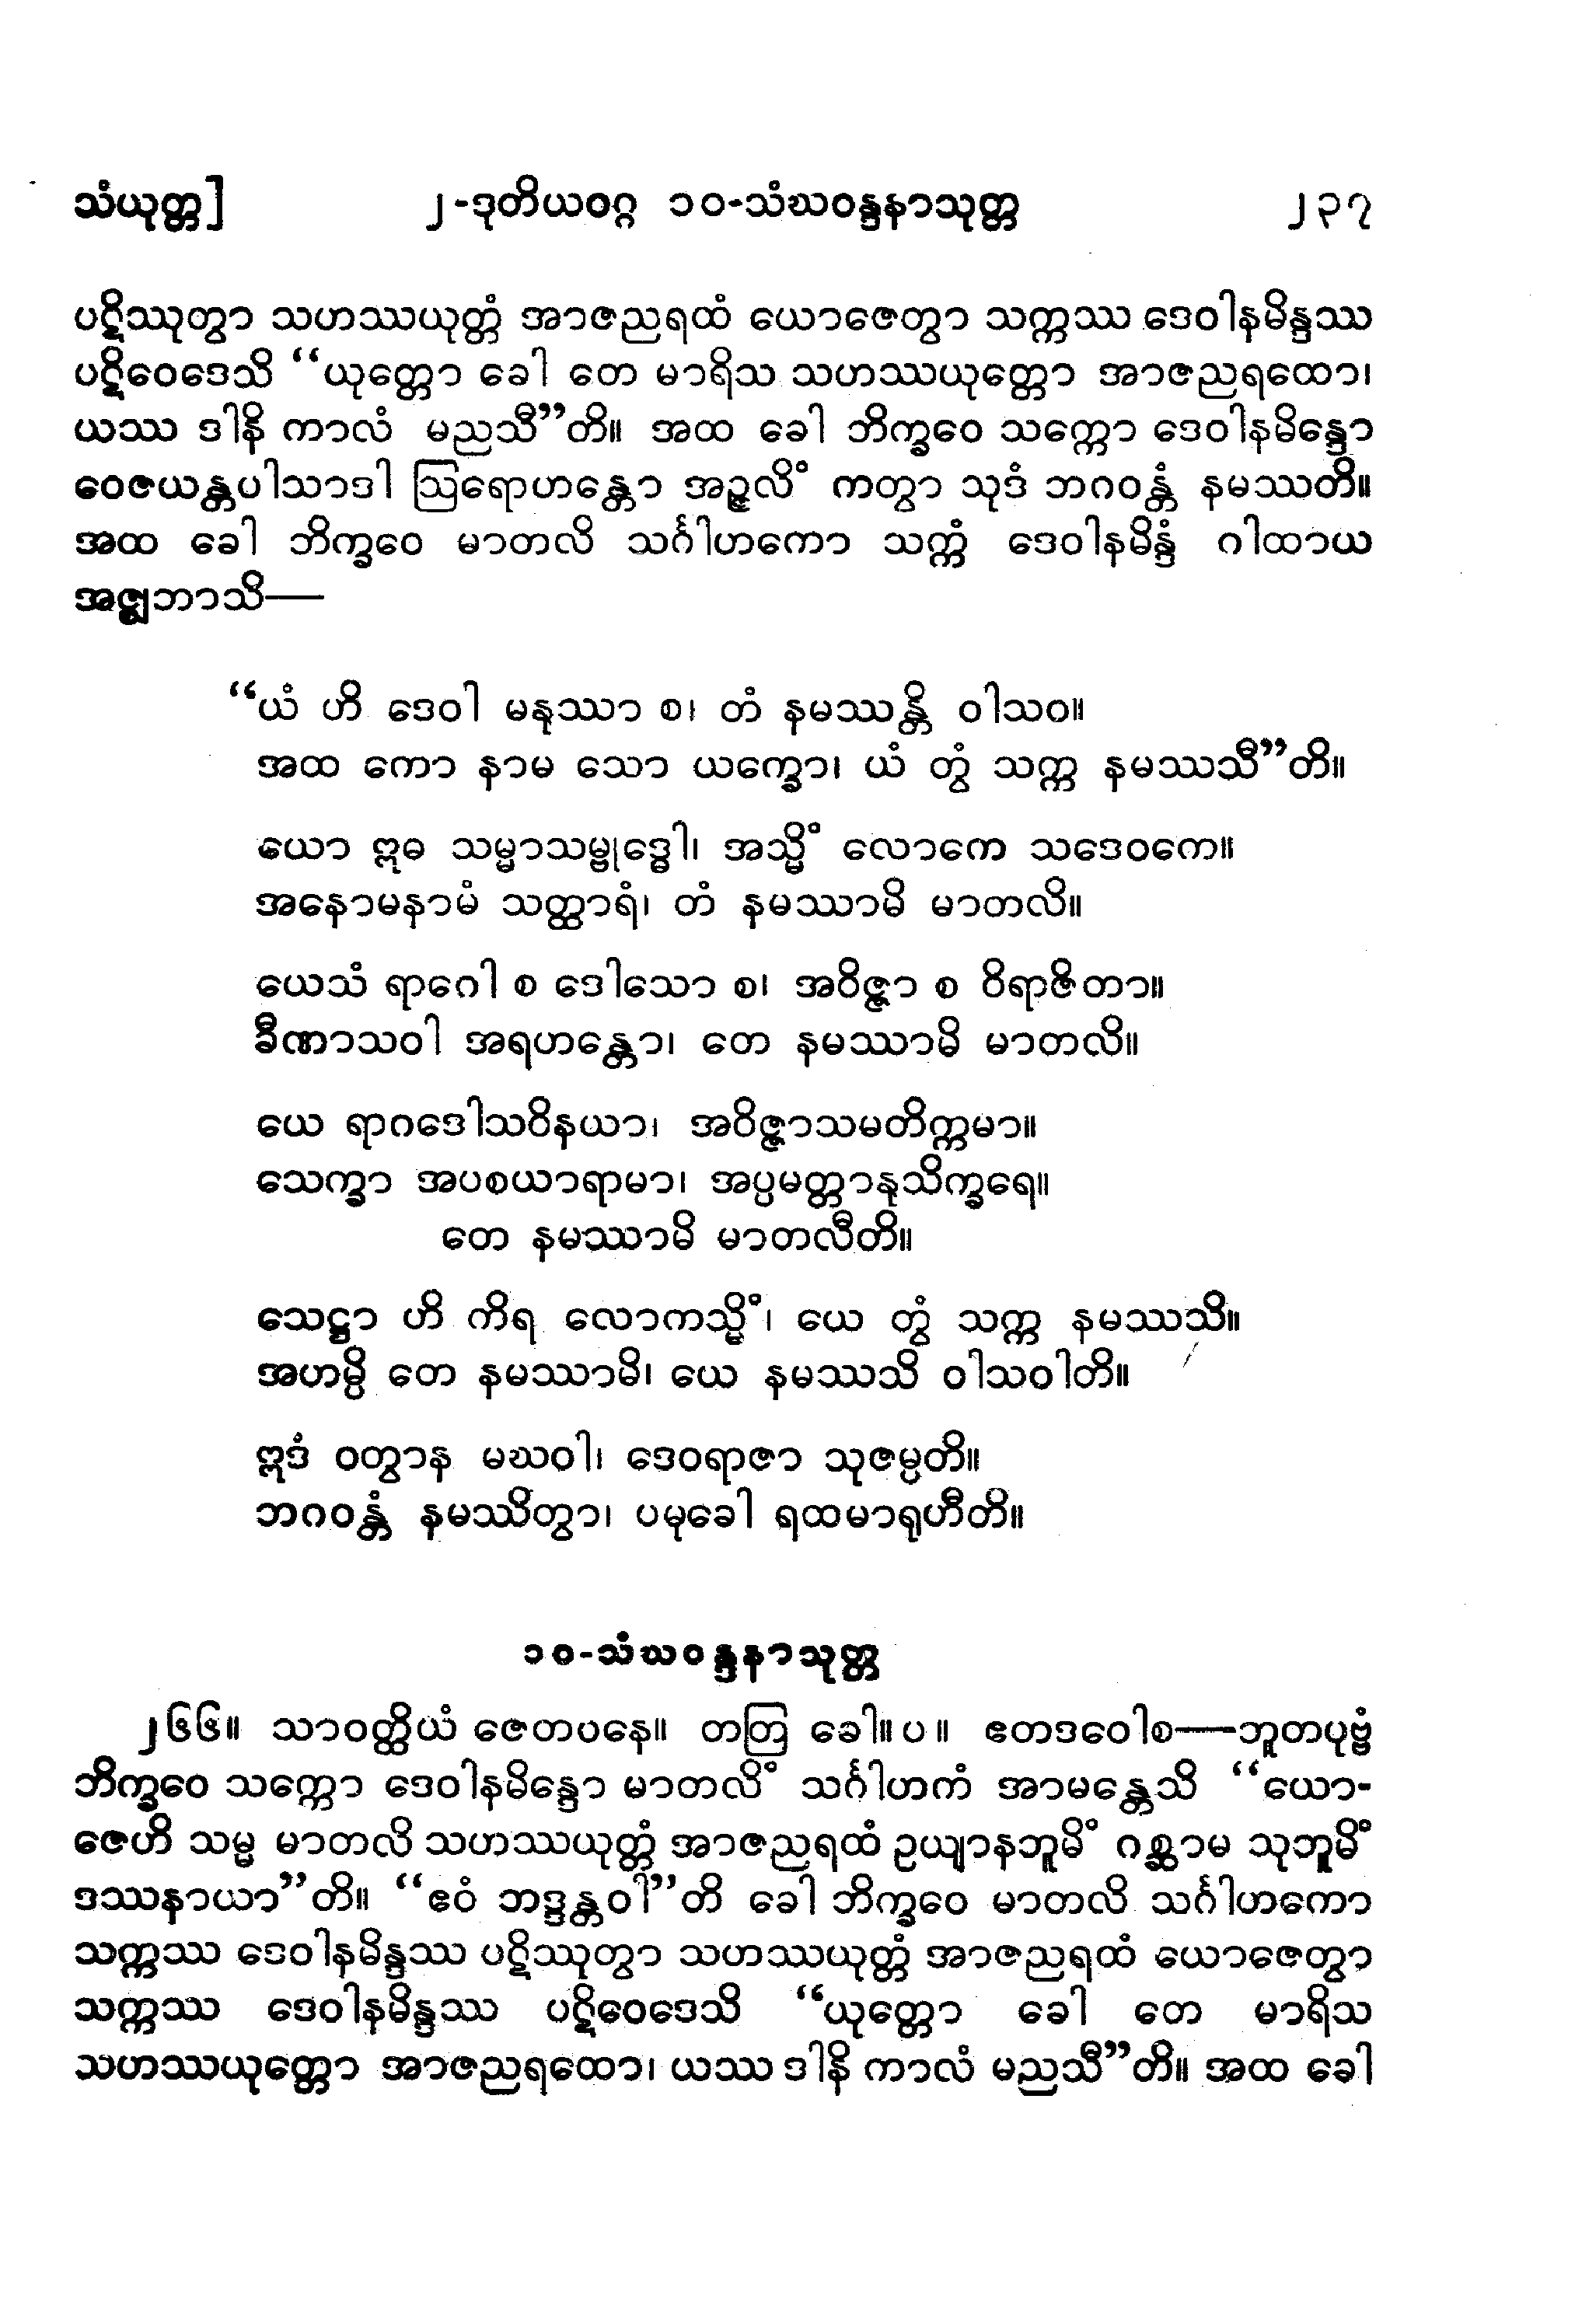 သံယုတ္တ] ၂-ဒုတိယဝဂ္ဂ ၁၀-သံဃဝန္ဒနာသုတ္တ ၂၃၇
ပဋိဿုတွာ သဟဿယုတ္တံ အာဇညရထံ ယောဇေတွာ သက္ကဿ ဒေဝါနမိန္ဒဿ
ပဋိဝေဒေသိ “ယုတ္တော ခေါ တေ မာရိသ သဟဿယုတ္တော အာဇညရထော၊
ယဿ ဒါနိ ကာလံ မညသီ”တိ။ အထ ခေါ ဘိက္ခဝေ သက္ကော ဒေဝါနမိန္ဒော
ဝေဇယန္တပါသာဒါ ဩရောဟန္တော အဉ္ဇလိံ ကတွာ သုဒံ ဘဂဝန္တံ နမဿတိ။
အထ ခေါ ဘိက္ခဝေ မာတလိ သင်္ဂါဟကော သက္ကံ ဒေဝါနမိန္ဒံ ဂါထာယ
အဇ္ဈဘာသိ—
“ယံ ဟိ ဒေဝါ မနုဿာ စ၊ တံ နမဿန္တိ ဝါသဝ။
အထ ကော နာမ သော ယက္ခော၊ ယံ တွံ သက္က နမဿသီ”တိ။
ယော ဣဓ သမ္မာသမ္ဗုဒ္ဓေါ၊ အသ္မိံ လောကေ သဒေဝကေ။
အနောမနာမံ သတ္ထာရံ၊ တံ နမဿာမိ မာတလိ။
ယေသံ ရာဂေါ စ ဒေါသော စ၊ အဝိဇ္ဇာ စ ဝိရာဇိတာ။
ခီဏာသဝါ အရဟန္တော၊ တေ နမဿာမိ မာတလိ။
ယေ ရာဂဒေါသဝိနယာ၊ အဝိဇ္ဇာသမတိက္ကမာ။
သေက္ခာ အပစယာရာမာ၊ အပ္ပမတ္တာနုသိက္ခရေ။
တေ နမဿာမိ မာတလီတိ။
သေဋ္ဌာ ဟိ ကိရ လောကသ္မိံ၊ ယေ တွံ သက္က နမဿသိ။
အဟမ္ပိ တေ နမဿာမိ၊ ယေ နမဿသိ ဝါသဝါတိ။
ဣဒံ ဝတွာန မဃဝါ၊ ဒေဝရာဇာ သုဇမ္ပတိ။
ဘဂဝန္တံ နမဿိတွာ၊ ပမုခေါ ရထမာရုဟီတိ။
၁၀-သံဃဝန္ဒနာသုတ္တ
၂၆၆။ သာဝတ္ထိယံ ဇေတဝနေ။ တတြ ခေါ။ ပ ။ ဧတဒဝေါစ—ဘူတပုဗ္ဗံ
ဘိက္ခဝေ သက္ကော ဒေဝါနမိန္ဒော မာတလိံ သင်္ဂါဟကံ အာမန္တေသိ “ယော-
ဇေဟိ သမ္မ မာတလိ သဟဿယုတ္တံ အာဇညရထံ ဥယျာနဘူမိံ ဂစ္ဆာမ သုဘူမိံ
ဒဿနာယာ”တိ။ “ဧဝံ ဘဒ္ဒန္တဝါ”တိ ခေါ ဘိက္ခဝေ မာတလိ သင်္ဂါဟကော
သက္ကဿ ဒေဝါနမိန္ဒဿ ပဋိဿုတွာ သဟဿယုတ္တံ အာဇညရထံ ယောဇေတွာ
သက္ကဿ ဒေဝါနမိန္ဒဿ ပဋိဝေဒေသိ “ယုတ္တော ခေါ တေ မာရိသ
သဟဿယုတ္တော အာဇညရထော၊ ယဿ ဒါနိ ကာလံ မညသီ”တိ။ အထ ခေါ